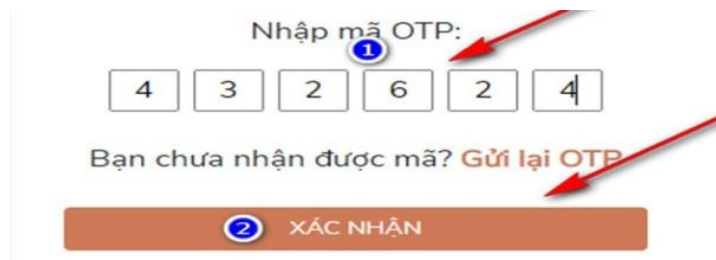 Nhập mã OTP:
1
4 3 2 6 2 4
Bạn chưa nhận được mã? Gửi lại OTP
2 XÁC NHẬN